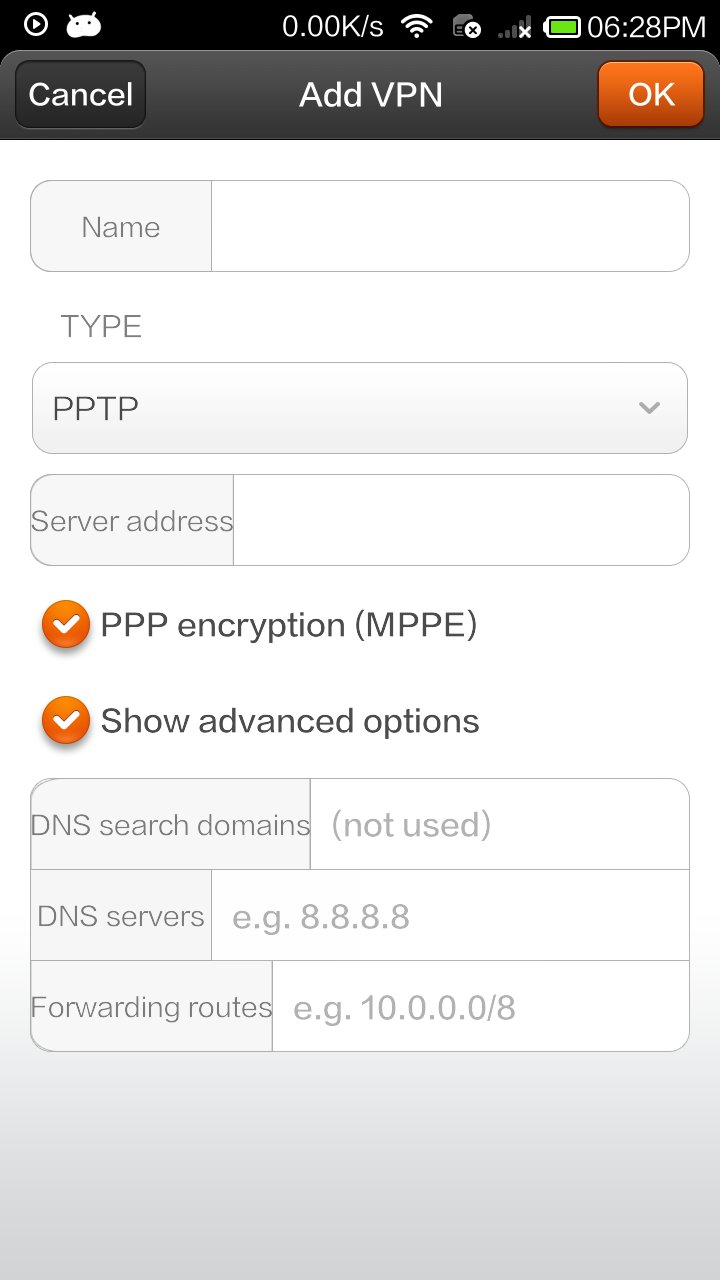 0.00K/s 06:28PM
Cancel Add VPN OK
Name
TYPE
PPTP
Server address
PPP encryption (MPPE)
Show advanced options
DNS search domains (not used)
DNS servers e.g. 8.8.8.8
Forwarding routes e.g. 10.0.0.0/8